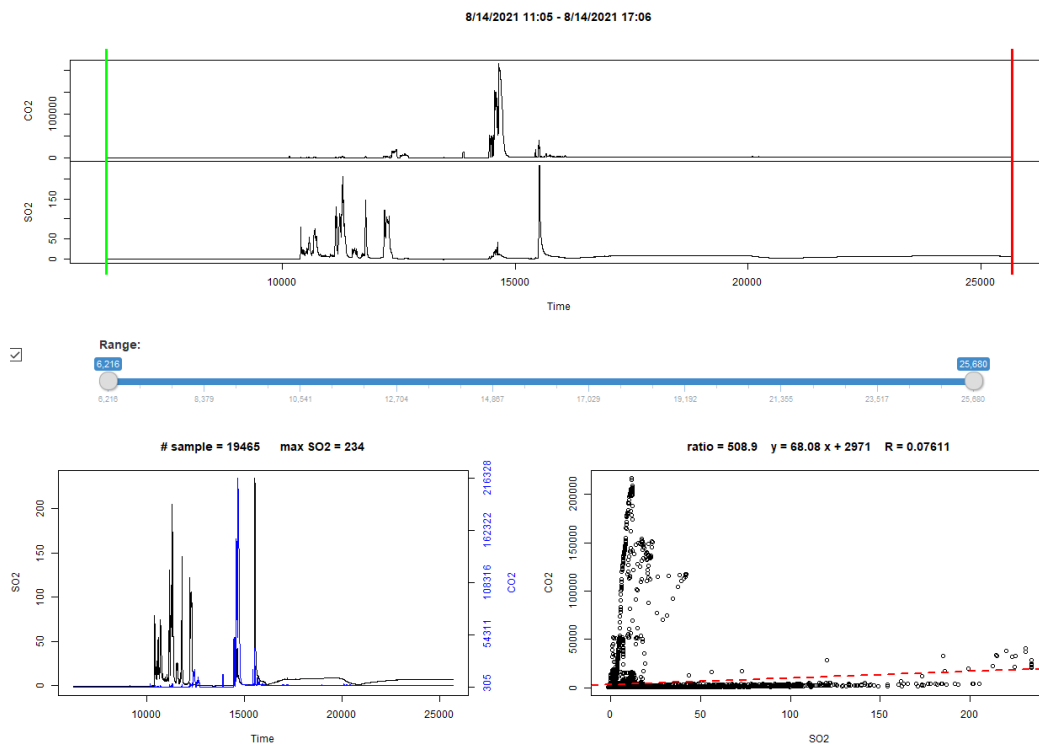 8/14/2021 11:05 - 8/14/2021 17:06
CO2
0
100000
SO2
0
50
150
10000 15000 20000 25000
Time
Range:
6,216 25,680
6,216 8,379 10,541 12,704 14,867 17,029 19,192 21,355 23,517 25,680
# sample = 19465 max SO2 = 234
SO2
0 50 100 150 200
305 54311 108316 162322 216328
CO2
10000 15000 20000 25000
Time
ratio = 508.9 y = 68.08 x + 2971 R = 0.07611
CO2
0 50000 100000 150000 200000
0 50 100 150 200
SO2